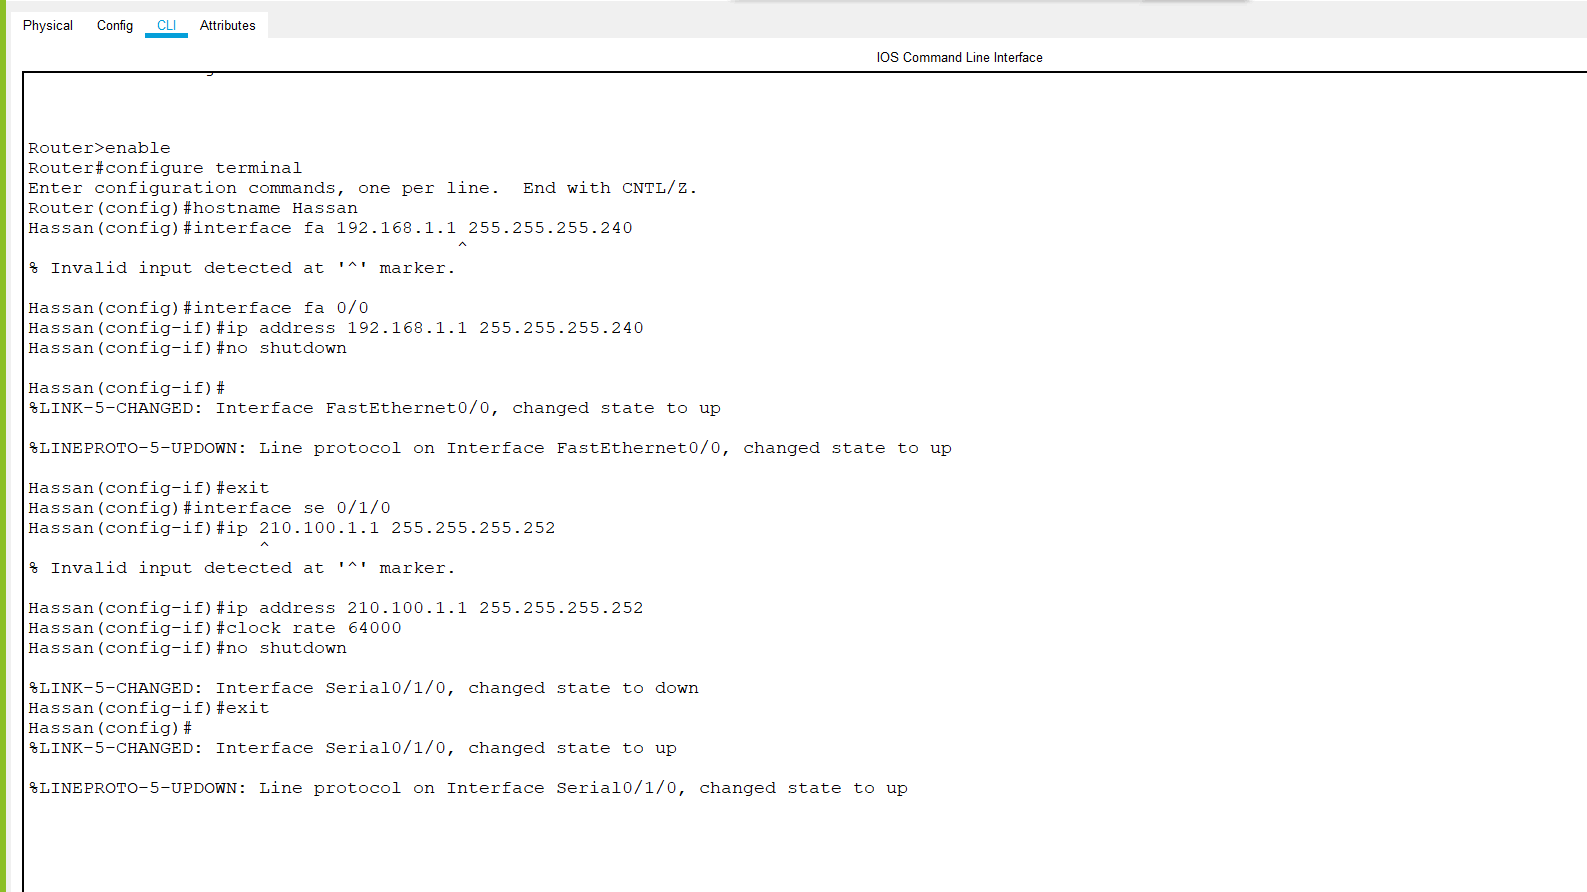 Physical Config CLI Attributes
IOS Command Line Interface
Router>enable
Router#configure terminal
Enter configuration commands, one per line.  End with CNTL/Z.
Router(config)#hostname Hassan
Hassan(config)#interface fa 192.168.1.1 255.255.255.240
^
% Invalid input detected at '^' marker.
Hassan(config)#interface fa 0/0
Hassan(config-if)#ip address 192.168.1.1 255.255.255.240
Hassan(config-if)#no shutdown
Hassan(config-if)#
%LINK-5-CHANGED: Interface FastEthernet0/0, changed state to up
%LINEPROTO-5-UPDOWN: Line protocol on Interface FastEthernet0/0, changed state to up
Hassan(config-if)#exit
Hassan(config)#interface se 0/1/0
Hassan(config-if)#ip 210.100.1.1 255.255.255.252
^
% Invalid input detected at '^' marker.
Hassan(config-if)#ip address 210.100.1.1 255.255.255.252
Hassan(config-if)#clock rate 64000
Hassan(config-if)#no shutdown
%LINK-5-CHANGED: Interface Serial0/1/0, changed state to down
Hassan(config-if)#exit
Hassan(config)#
%LINK-5-CHANGED: Interface Serial0/1/0, changed state to up
%LINEPROTO-5-UPDOWN: Line protocol on Interface Serial0/1/0, changed state to up